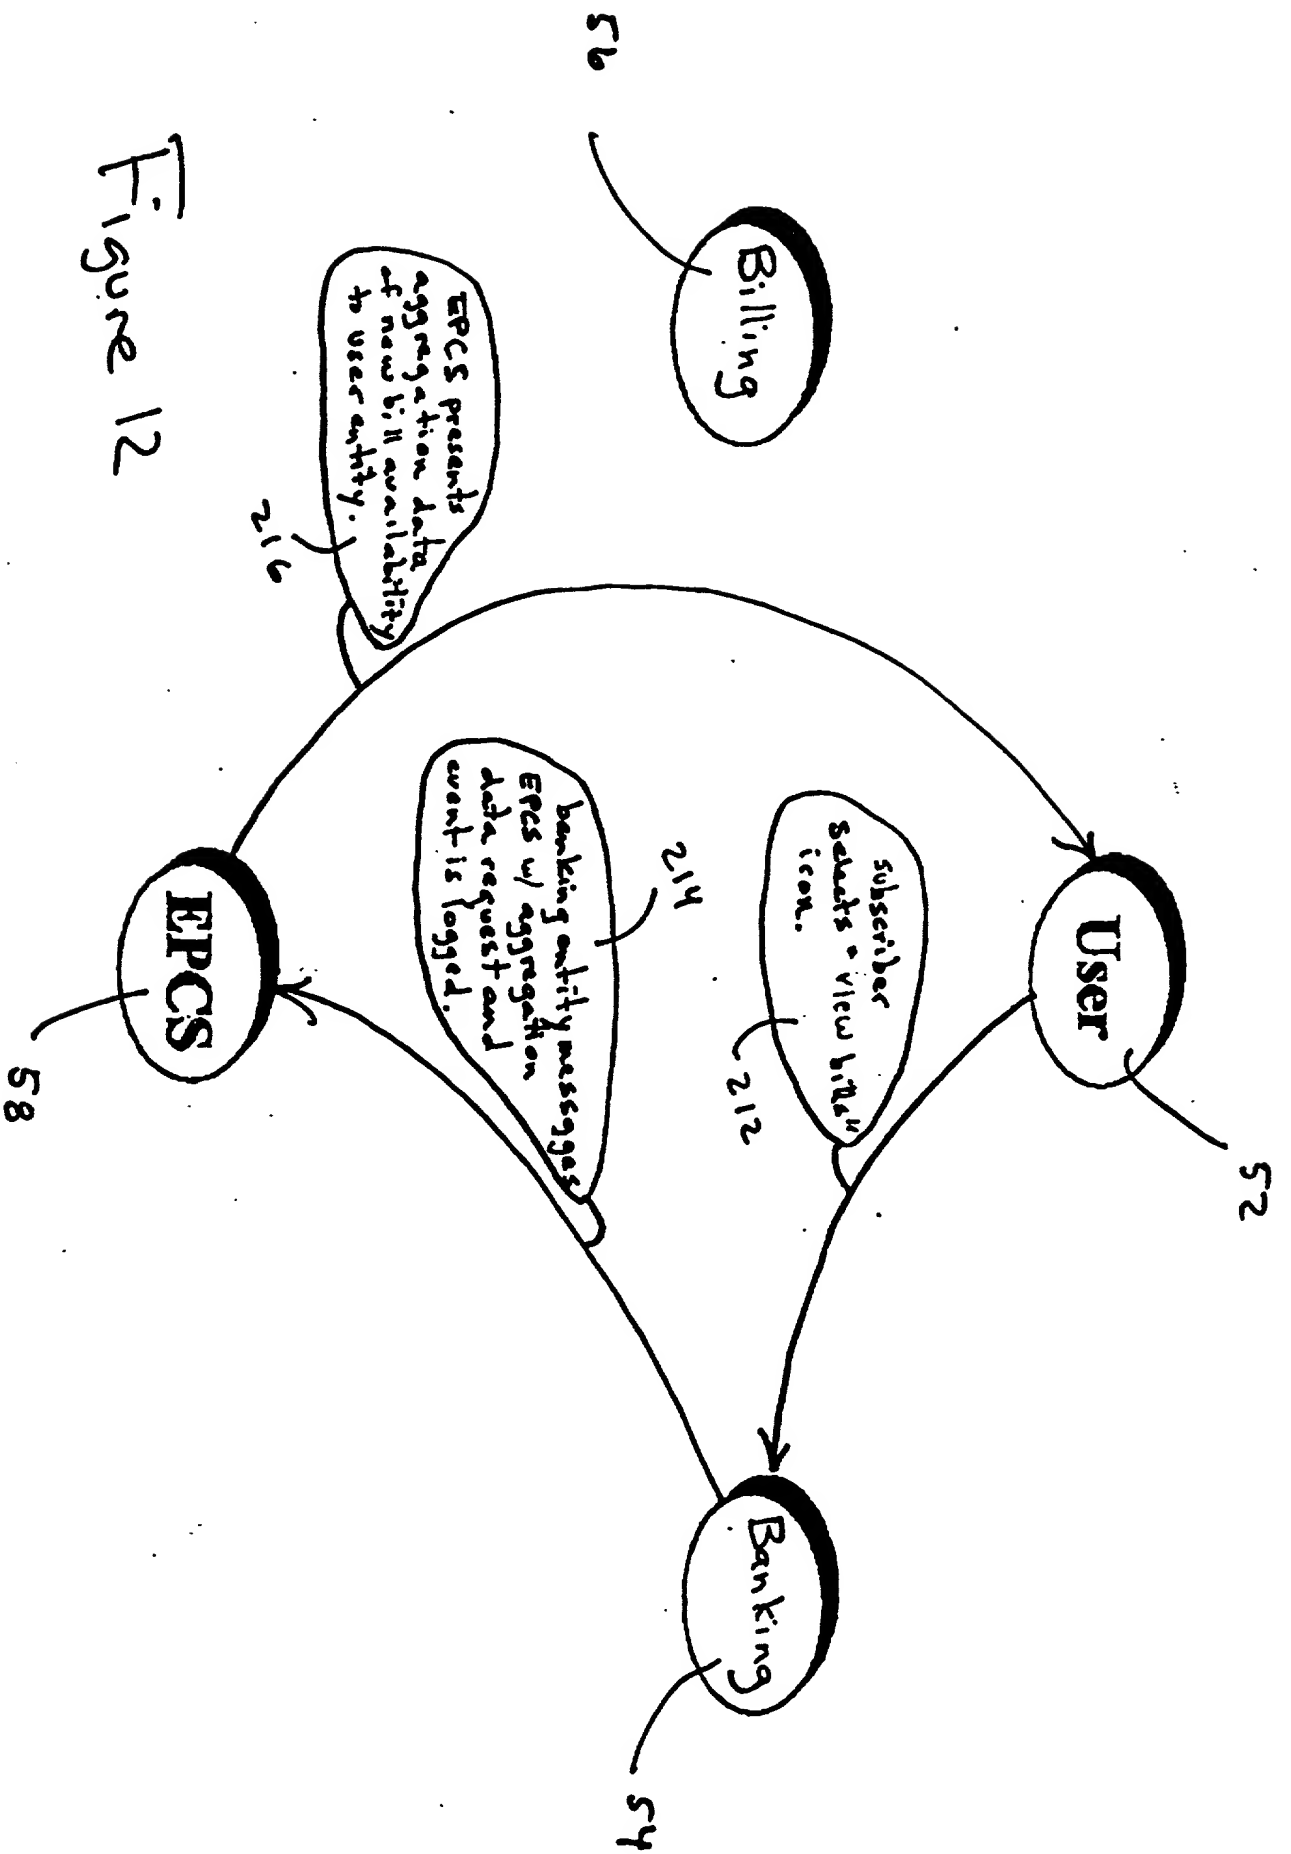 User
52
subscriber
selects "view bills"
icon.
212
Billing
56
Banking
54
214
banking entity messages
EPCS w/ aggregation
data request and
event is logged.
EPCS presents
aggregation data
of new bill availability
to user entity.
216
EPCS
58
Figure 12